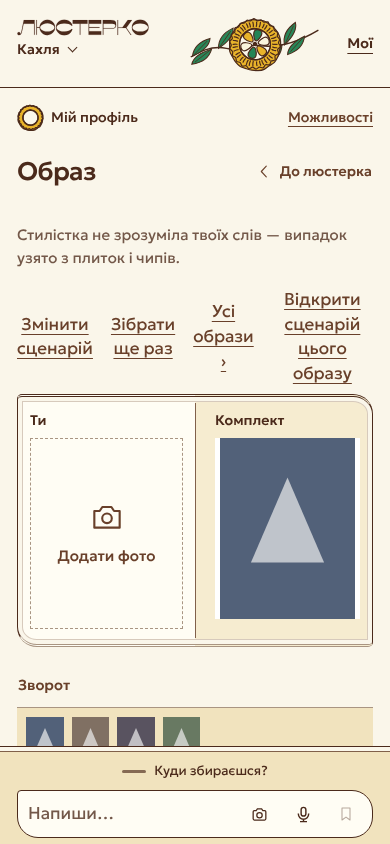 ЛЮСТЕРКО
Кахля
Мої
Мій профіль
Можливості
Образ
До люстерка
Стилістка не зрозуміла твоїх слів — випадок
узято з плиток і чипів.
Змінити
сценарій
Зібрати
ще раз
Усі
образи
›
Відкрити
сценарій
цього
образу
Ти
Комплект
Додати фото
Зворот
Куди збираєшся?
Напиши…